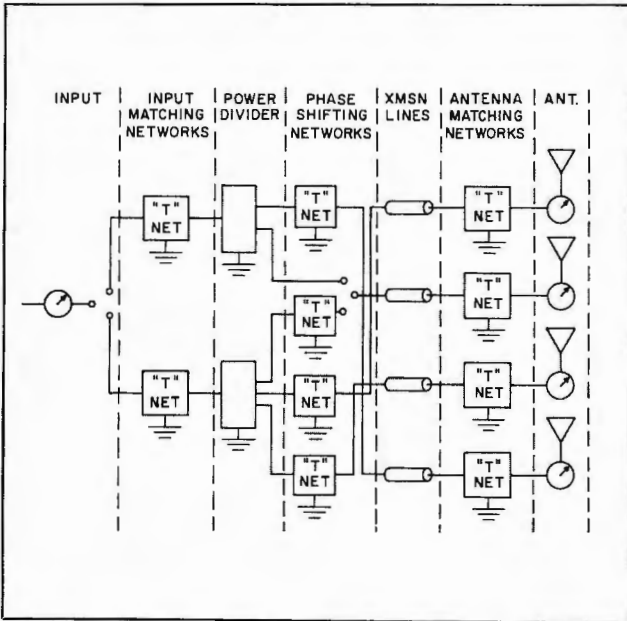 INPUT
INPUT
MATCHING
NETWORKS
POWER
DIVIDER
PHASE
SHIFTING
NETWORKS
XMSN
LINES
ANTENNA
MATCHING
NETWORKS
ANT.
"T"
NET
"T"
NET
"T"
NET
"T"
NET
"T"
NET
"T"
NET
"T"
NET
"T"
NET
"T"
NET
"T"
NET